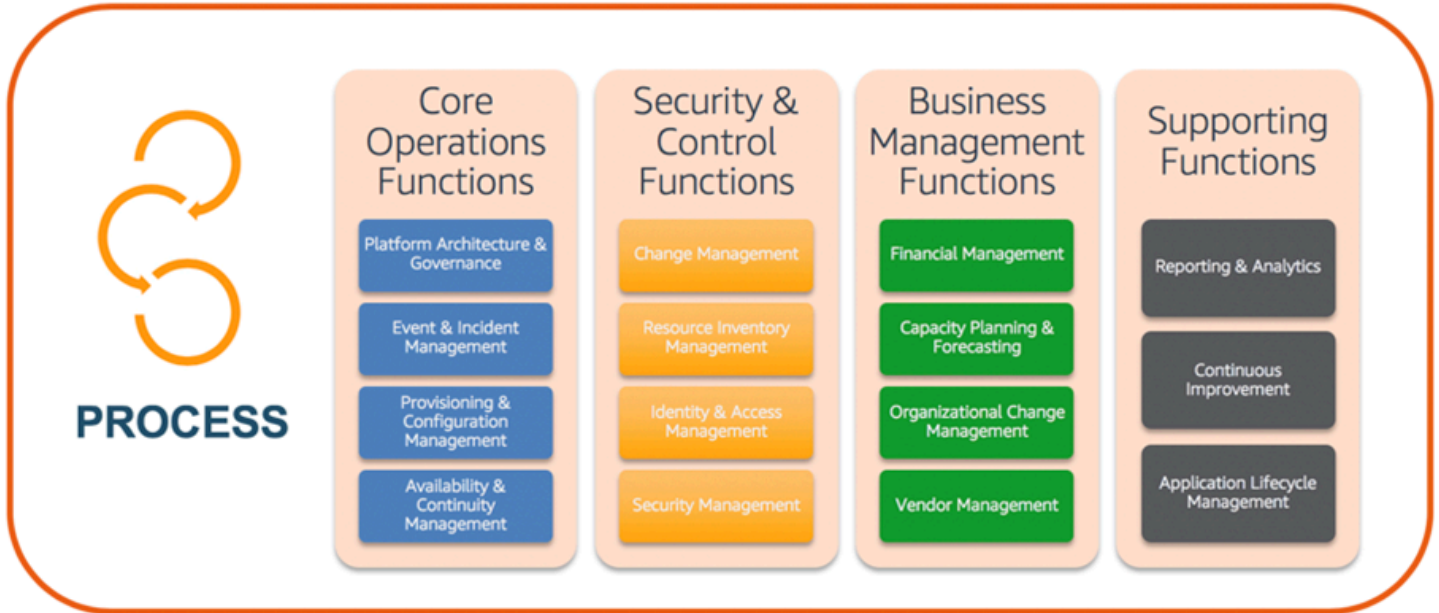 PROCESS
Core
Operations
Functions
Platform Architecture &
Governance
Event & Incident
Management
Provisioning &
Configuration
Management
Availability &
Continuity
Management
Security &
Control
Functions
Change Management
Resource Inventory
Management
Identity & Access
Management
Security Management
Business
Management
Functions
Financial Management
Capacity Planning &
Forecasting
Organizational Change
Management
Vendor Management
Supporting
Functions
Reporting & Analytics
Continuous
Improvement
Application Lifecycle
Management